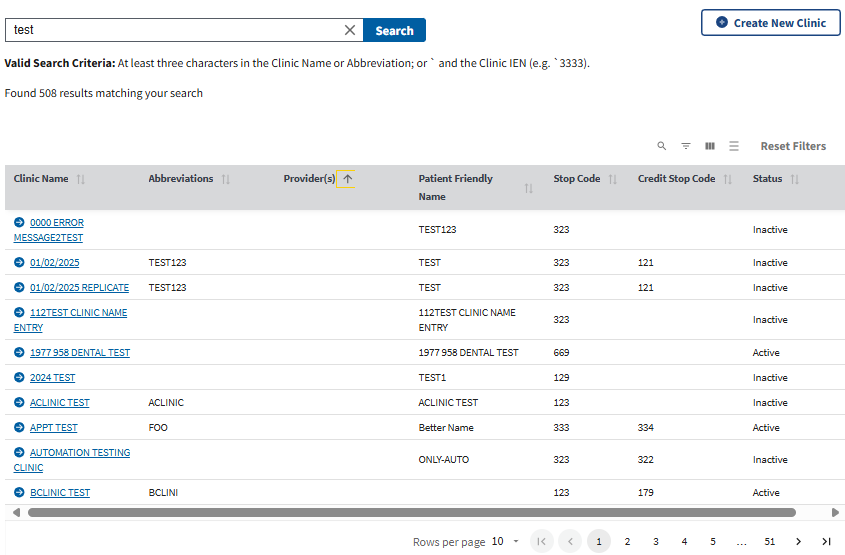 test Search Create New Clinic
Valid Search Criteria: At least three characters in the Clinic Name or Abbreviation; or ` and the Clinic IEN (e.g. `3333).
Found 508 results matching your search
Reset Filters
Clinic Name Abbreviations Provider(s) Patient Friendly Name Stop Code Credit Stop Code Status
0000 ERROR MESSAGE2TEST TEST123 323 Inactive
01/02/2025 TEST123 TEST 323 121 Inactive
01/02/2025 REPLICATE TEST123 TEST 323 121 Inactive
112TEST CLINIC NAME ENTRY 112TEST CLINIC NAME ENTRY 323 Inactive
1977 958 DENTAL TEST 1977 958 DENTAL TEST 669 Active
2024 TEST TEST1 129 Inactive
ACLINIC TEST ACLINIC ACLINIC TEST 123 Inactive
APPT TEST FOO Better Name 333 334 Active
AUTOMATION TESTING CLINIC ONLY-AUTO 323 322 Inactive
BCLINIC TEST BCLINI 123 179 Active
Rows per page 10 1 2 3 4 5 ... 51